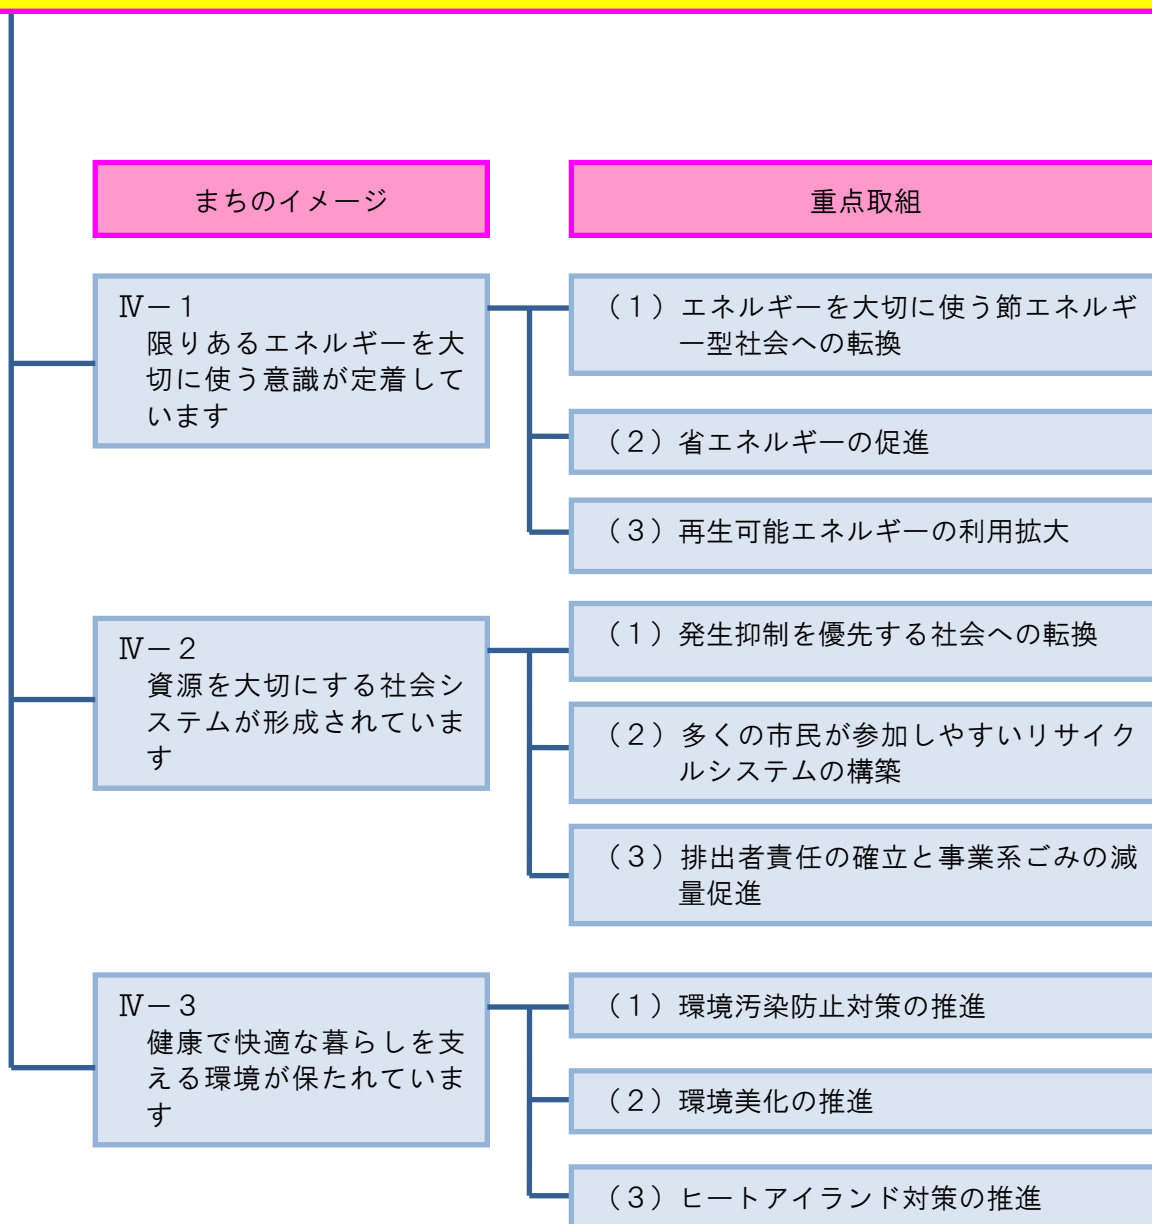 まちのイメージ
重点取組
Ⅳ－１
限りあるエネルギーを大
切に使う意識が定着して
います
（１）エネルギーを大切に使う節エネルギ
ー型社会への転換
（２）省エネルギーの促進
（３）再生可能エネルギーの利用拡大
Ⅳ－２
資源を大切にする社会シ
ステムが形成されていま
す
（１）発生抑制を優先する社会への転換
（２）多くの市民が参加しやすいリサイク
ルシステムの構築
（３）排出者責任の確立と事業系ごみの減
量促進
Ⅳ－３
健康で快適な暮らしを支
える環境が保たれていま
す
（１）環境汚染防止対策の推進
（２）環境美化の推進
（３）ヒートアイランド対策の推進